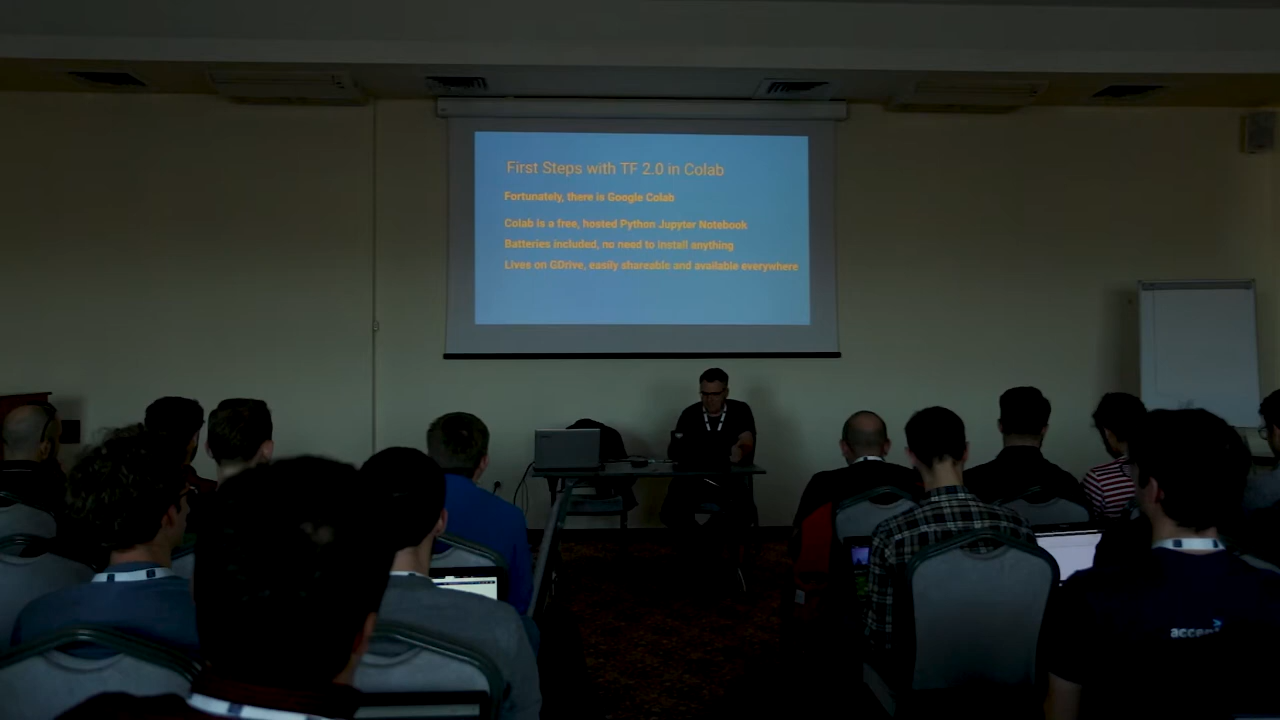 First Steps with TF 2.0 in Colab
Fortunately, there is Google Colab
Colab is a free, hosted Python Jupyter Notebook
Batteries included, no need to install anything
Lives on GDrive, easily shareable and available everywhere